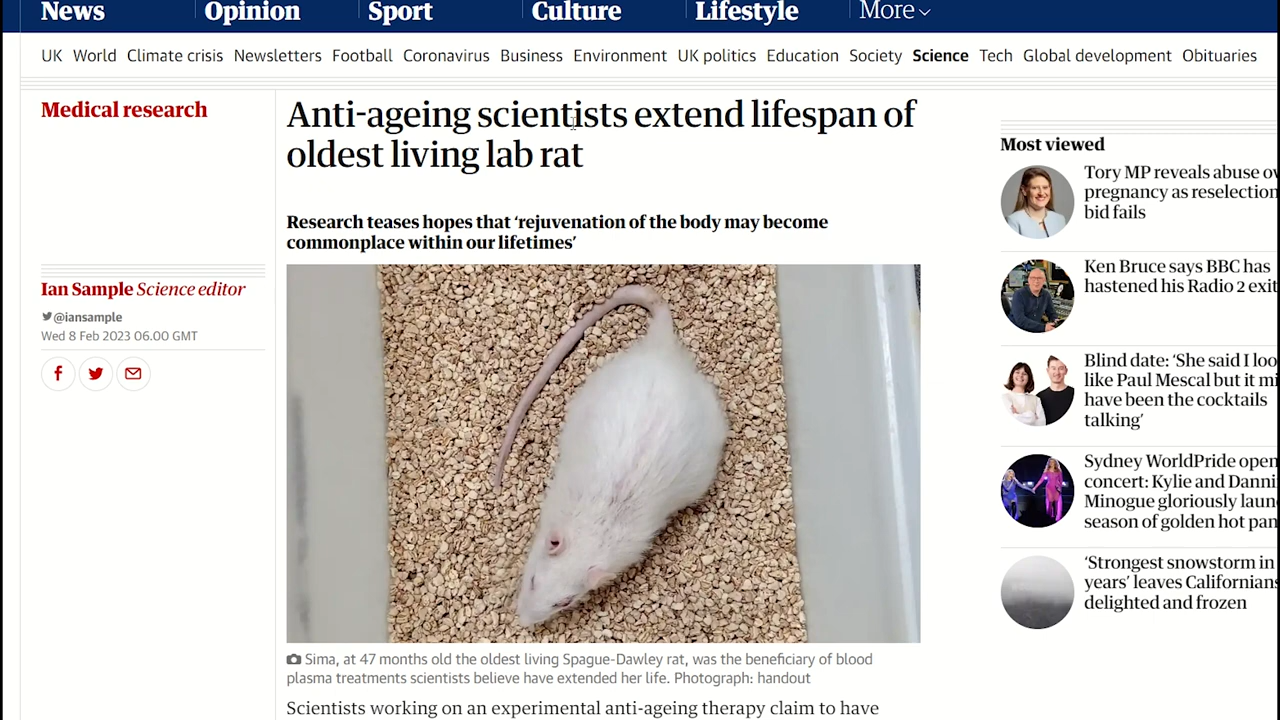 News Opinion Sport Culture Lifestyle More
UK World Climate crisis Newsletters Football Coronavirus Business Environment UK politics Education Society Science Tech Global development Obituaries
Medical research
Anti-ageing scientists extend lifespan of
oldest living lab rat
Research teases hopes that ‘rejuvenation of the body may become
commonplace within our lifetimes’
Ian Sample Science editor
@iansample
Wed 8 Feb 2023 06.00 GMT
Sima, at 47 months old the oldest living Spague-Dawley rat, was the beneficiary of blood
plasma treatments scientists believe have extended her life. Photograph: handout
Scientists working on an experimental anti-ageing therapy claim to have
Most viewed
Tory MP reveals abuse
pregnancy as reselection
bid fails
Ken Bruce says BBC has
hastened his Radio 2
Blind date: ‘She said I
like Paul Mescal but it
have been the cocktails
talking’
Sydney WorldPride
concert: Kylie and
Minogue gloriously
season of golden hot
‘Strongest snowstorm in
years’ leaves Californians
delighted and frozen